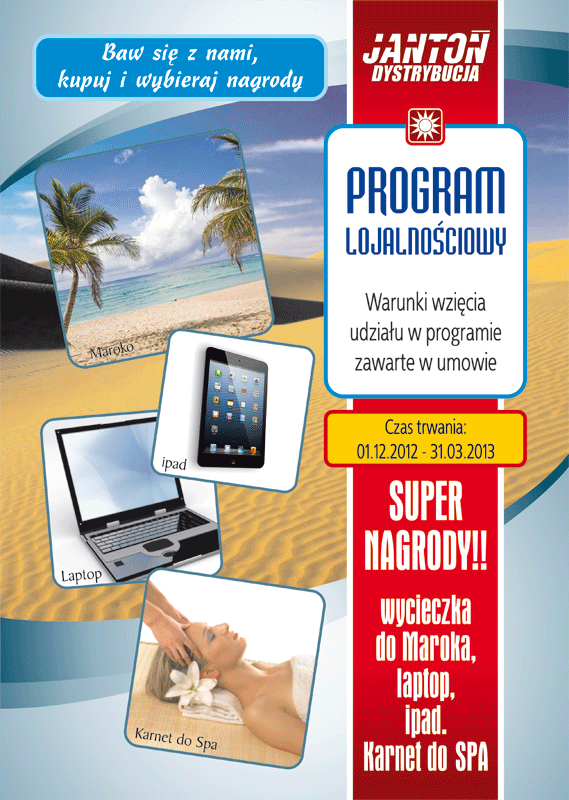 Baw się z nami,
kupuj i wybieraj nagrody
JANTOŃ
DYSTRYBUCJA
PROGRAM
LOJALNOŚCIOWY
Warunki wzięcia
udziału w programie
zawarte w umowie
Czas trwania:
01.12.2012 - 31.03.2013
Maroko
ipad
Laptop
Karnet do Spa
SUPER
NAGRODY!!
wycieczka
do Maroka,
laptop,
ipad.
Karnet do SPA